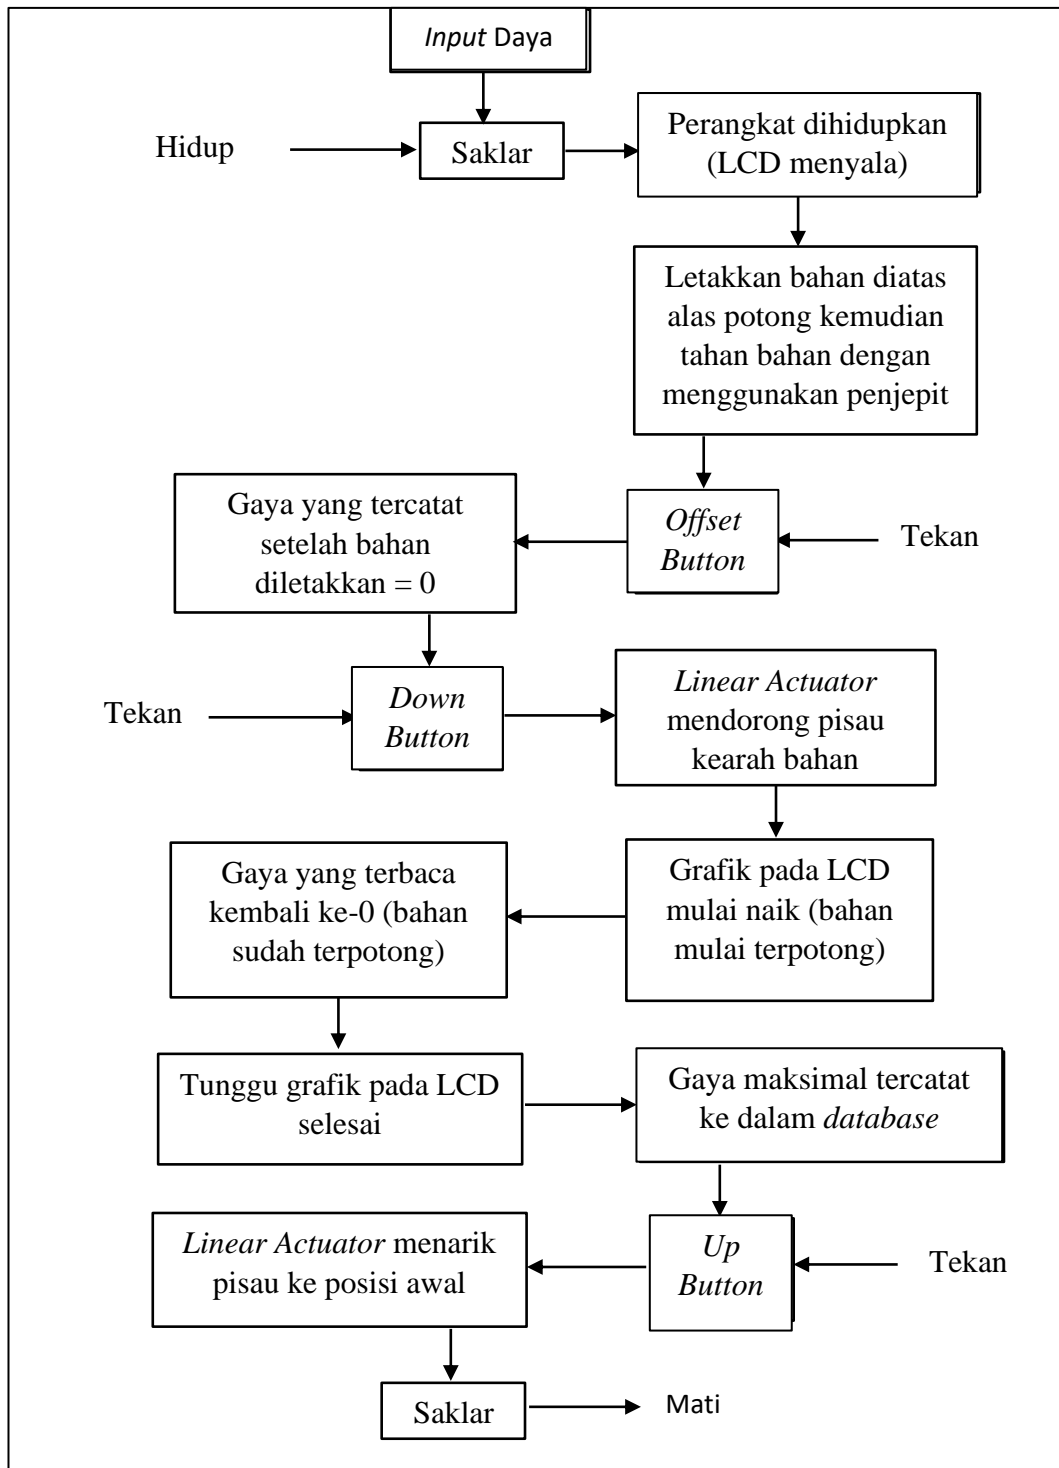 Input Daya
Hidup
Saklar
Perangkat dihidupkan
(LCD menyala)
Letakkan bahan diatas
alas potong kemudian
tahan bahan dengan
menggunakan penjepit
Offset
Button
Tekan
Gaya yang tercatat
setelah bahan
diletakkan = 0
Tekan
Down
Button
Linear Actuator
mendorong pisau
kearah bahan
Grafik pada LCD
mulai naik (bahan
mulai terpotong)
Gaya yang terbaca
kembali ke-0 (bahan
sudah terpotong)
Tunggu grafik pada LCD
selesai
Gaya maksimal tercatat
ke dalam database
Up
Button
Tekan
Linear Actuator menarik
pisau ke posisi awal
Saklar
Mati